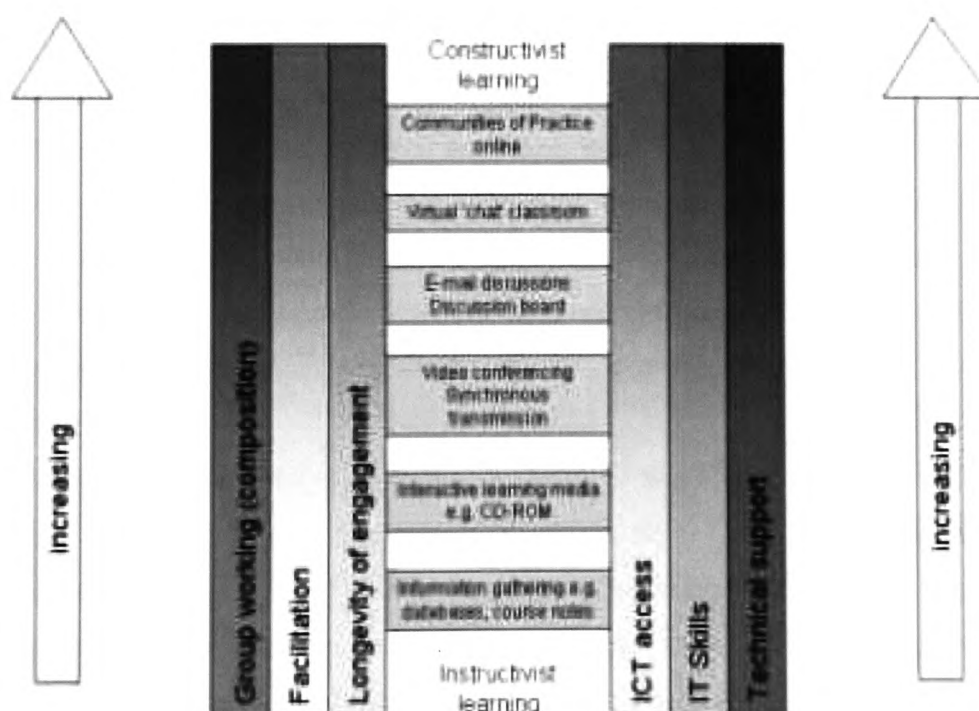 Constructivist
learning
Communities of Practice
online
Virtual 'chat' classroom
E-mail discussions
Discussion board
Video conferencing
Synchronous
transmission
Interactive learning media
e.g. CD-ROM
Information gathering e.g.
databases, course notes
Instructivist
learning
Increasing
Group working (composition)
Facilitation
Longevity of engagement
ICT access
IT Skills
Technical support
Increasing